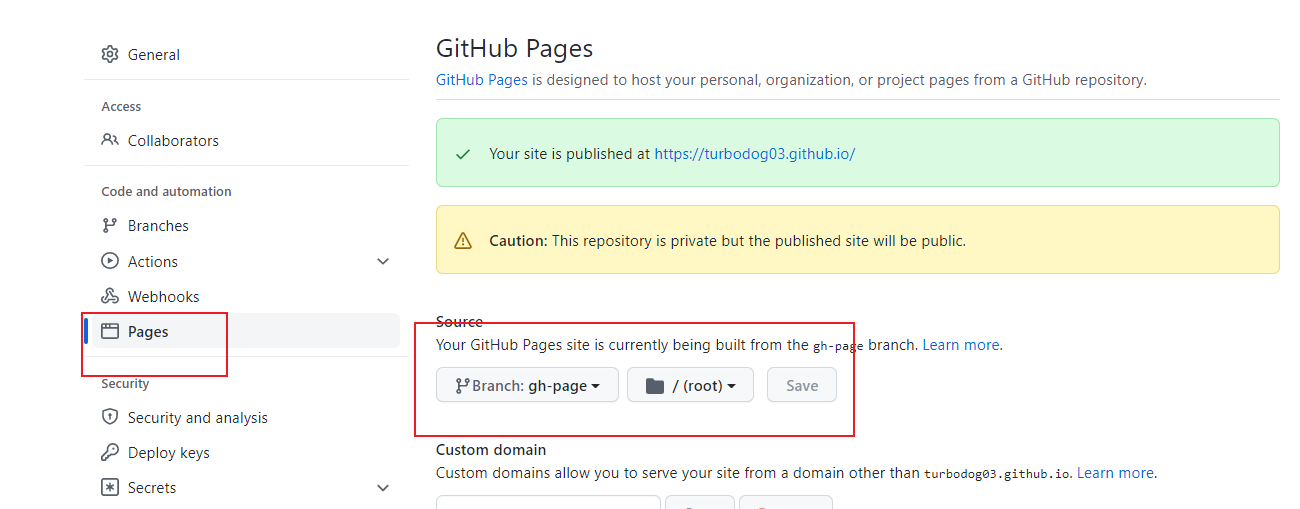 General
Access
Collaborators
Code and automation
Branches
Actions
Webhooks
Pages
Security
Security and analysis
Deploy keys
Secrets
GitHub Pages
GitHub Pages is designed to host your personal, organization, or project pages from a GitHub repository.
Your site is published at https://turbodog03.github.io/
Caution: This repository is private but the published site will be public.
Source
Your GitHub Pages site is currently being built from the gh-page branch. Learn more.
Branch: gh-page / (root) Save
Custom domain
Custom domains allow you to serve your site from a domain other than turbodog03.github.io. Learn more.